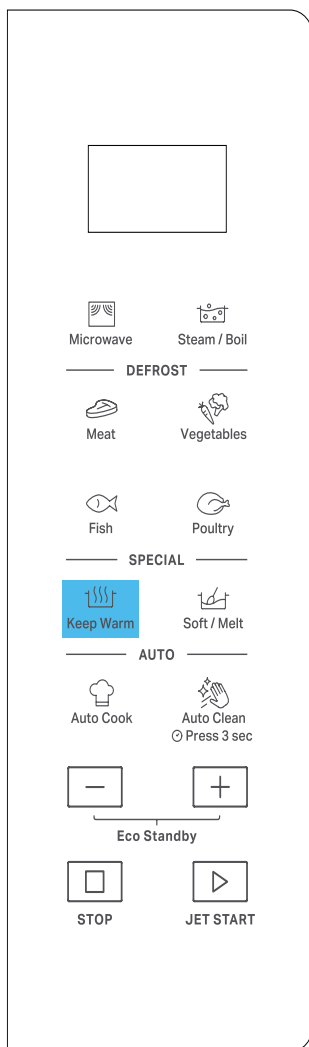 Microwave Steam / Boil
DEFROST
Meat Vegetables
Fish Poultry
SPECIAL
Keep Warm Soft / Melt
AUTO
Auto Cook Auto Clean
Press 3 sec
Eco Standby
STOP JET START